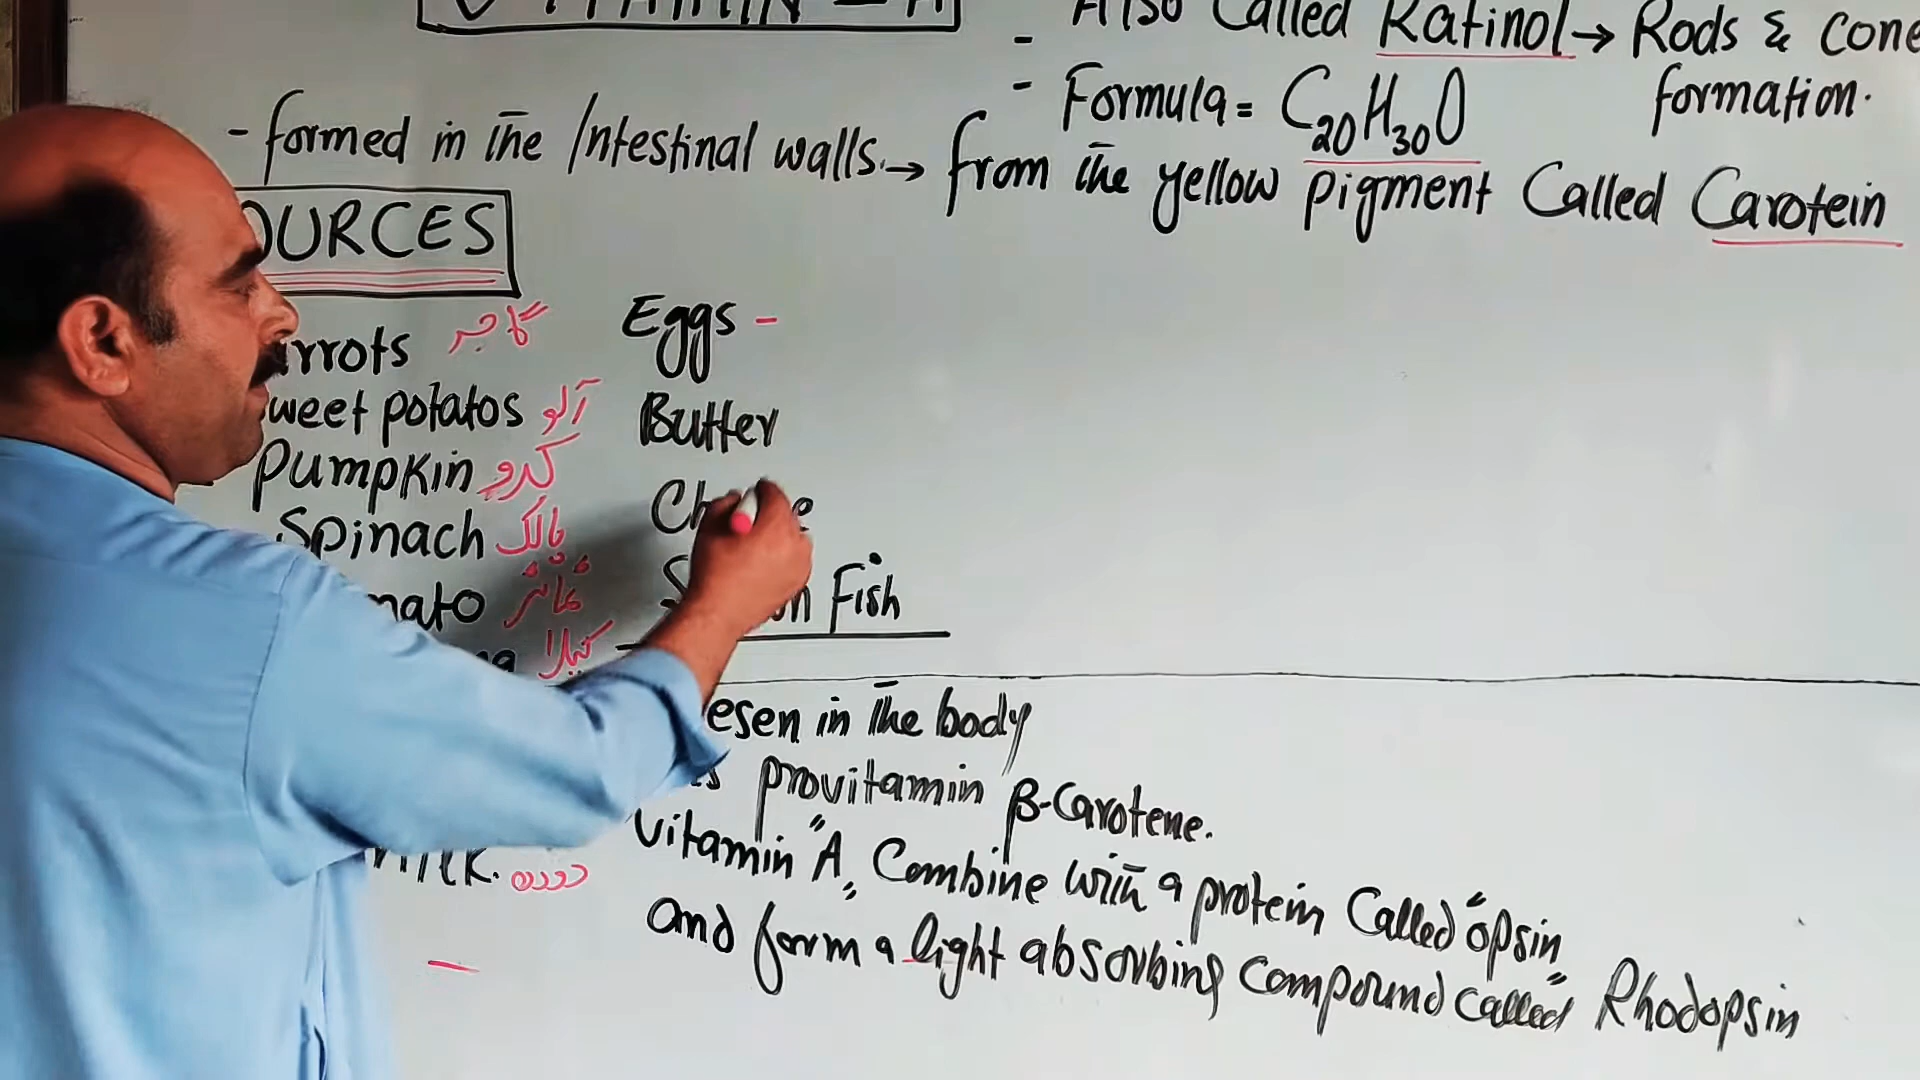 VITAMIN - A
- Also Called Ratinol → Rods & cone
formation.
- Formula = C20H30O
- formed in the Intestinal walls. → from the yellow pigment Called Carotein
OURCES
rrots گاجر
weet potatos آلو
Pumpkin کدو
Spinach پالک
mato ٹماٹر
کیلا
Eggs -
Butter
Fish
esen in the body
provitamin β-Carotene.
Vitamin "A" Combine with a protein Called "opsin"
and form a light absorbing compound called Rhodopsin
دودھ